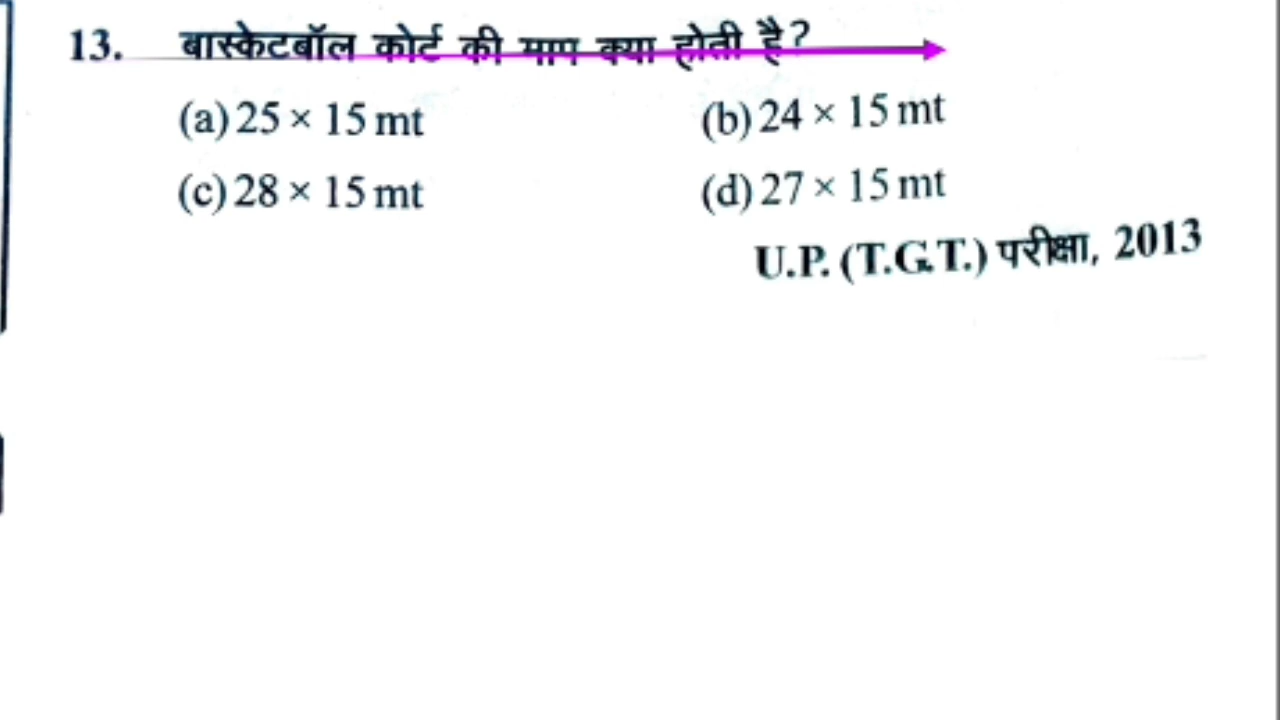 13. बास्केटबॉल कोर्ट की माप क्या होती है?
(a) 25 × 15 mt (b) 24 × 15 mt
(c) 28 × 15 mt (d) 27 × 15 mt
U.P. (T.G.T.) परीक्षा, 2013